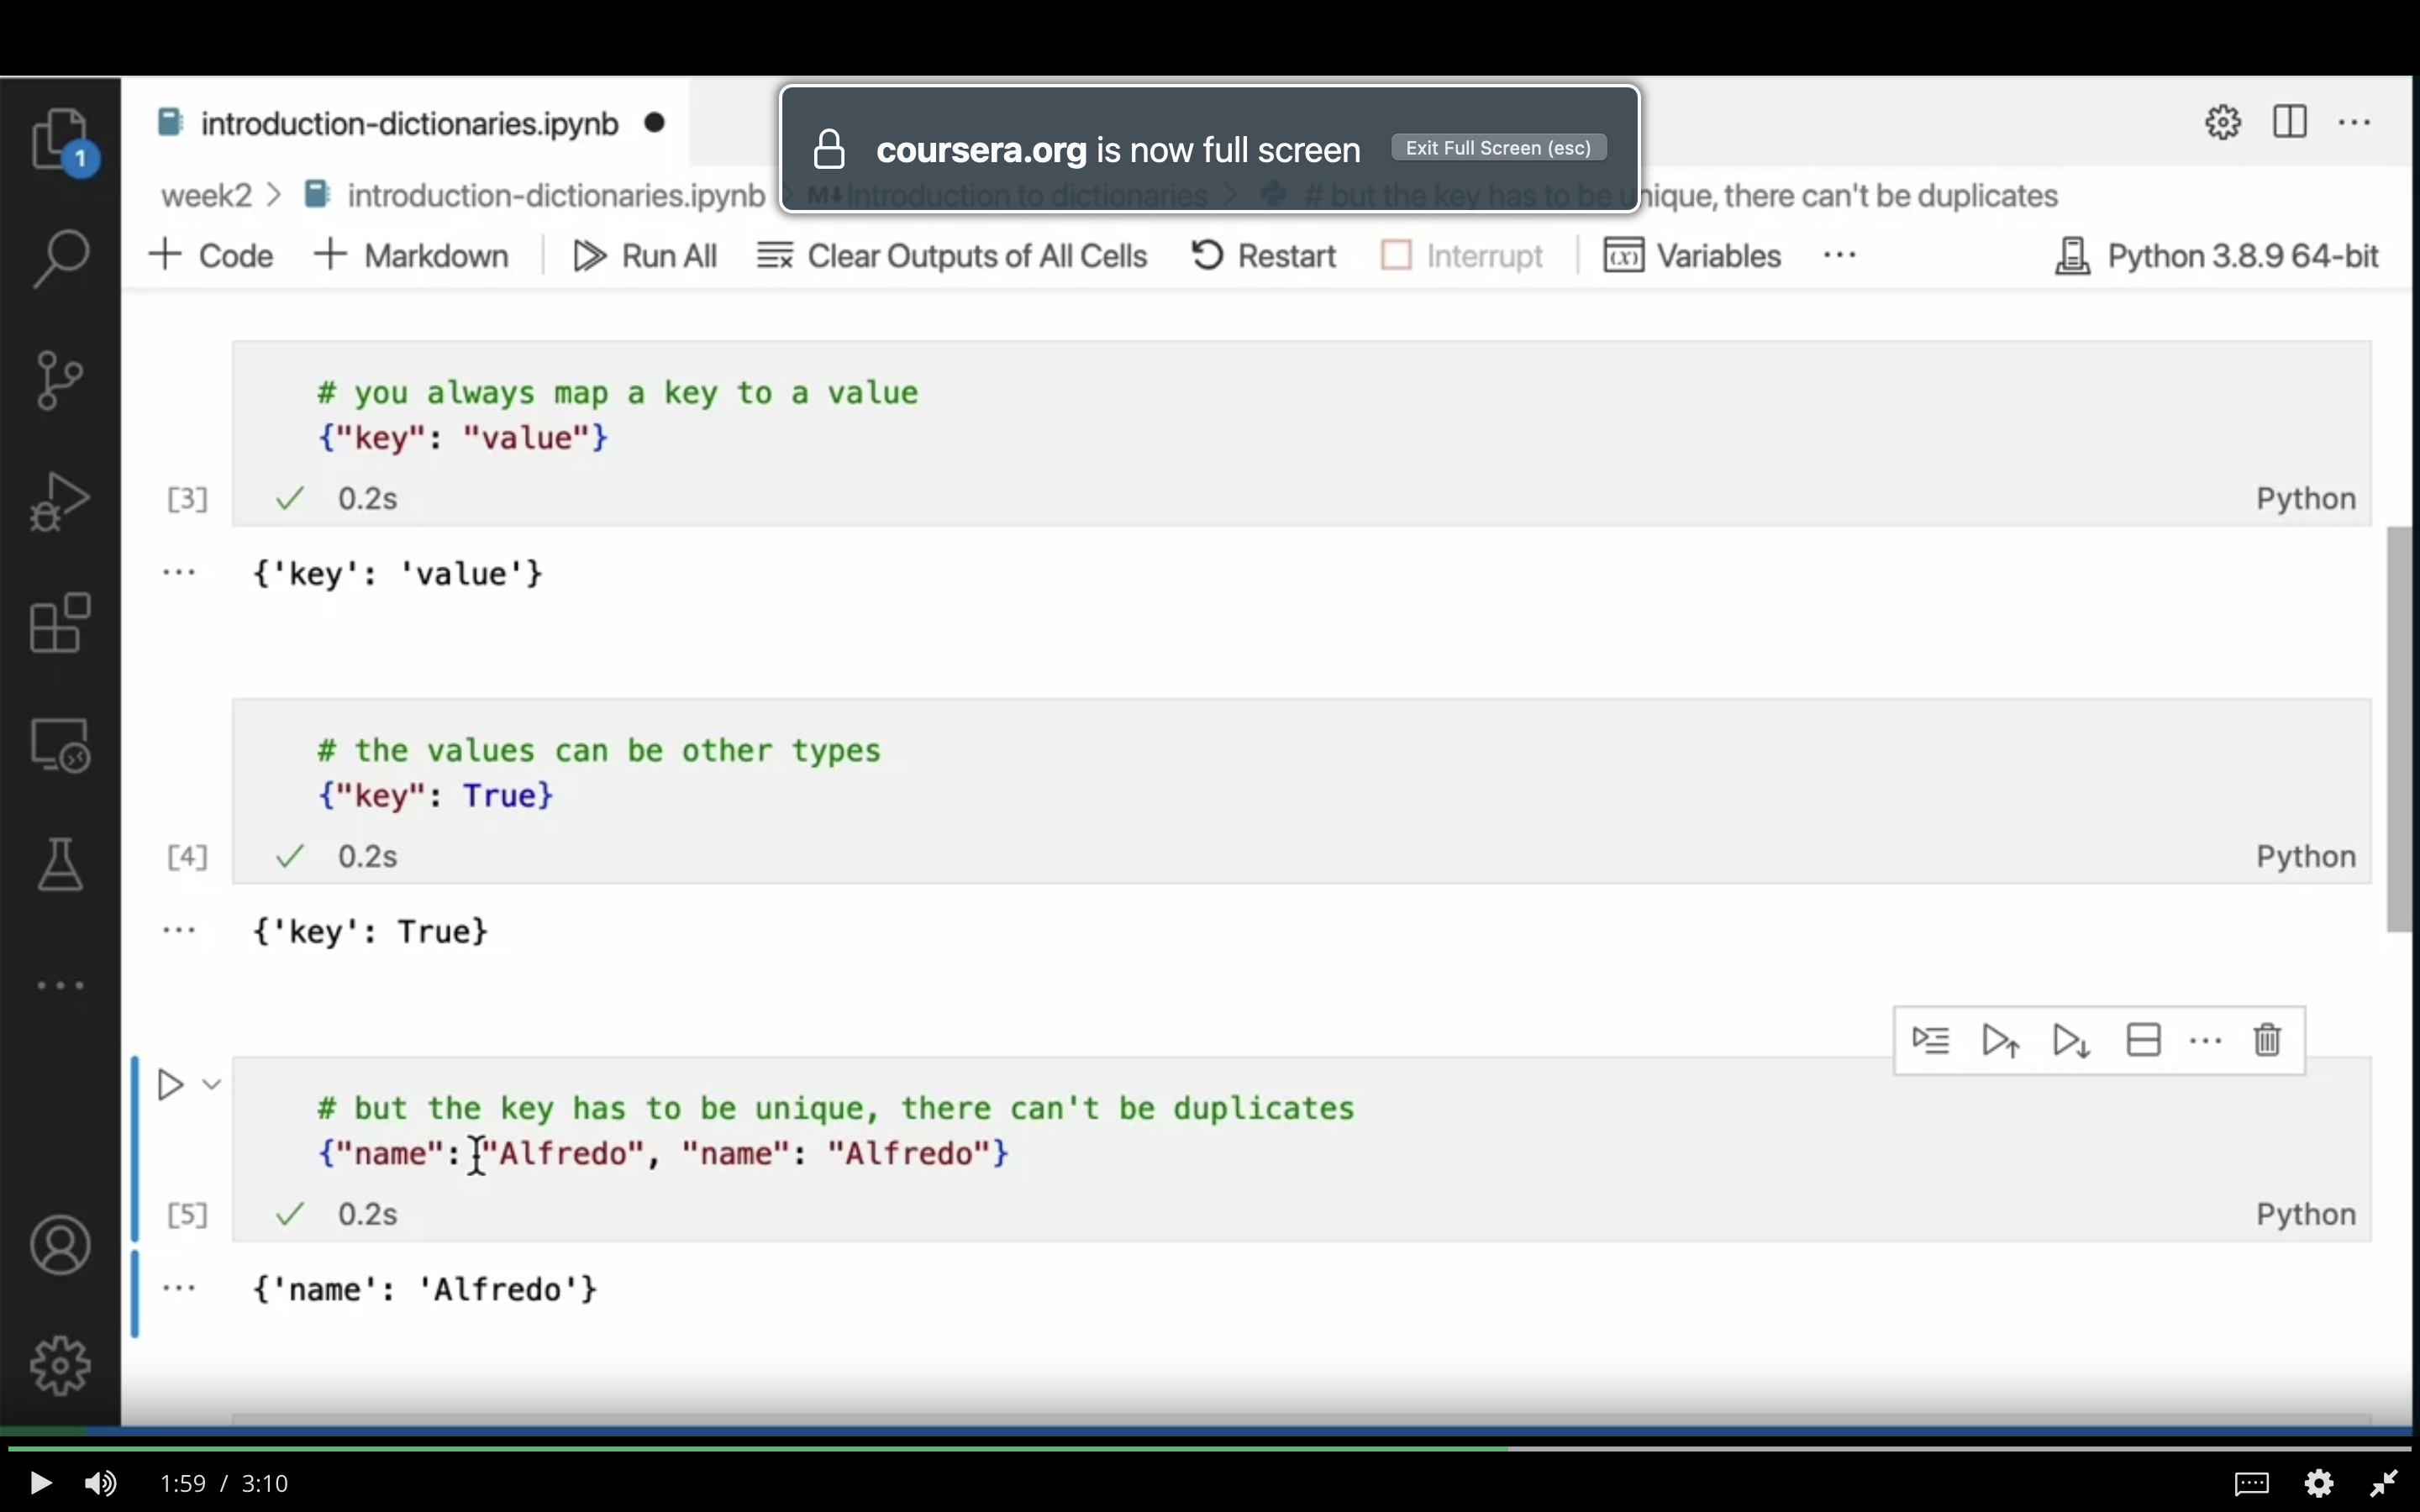 introduction-dictionaries.ipynb
coursera.org is now full screen Exit Full Screen (esc)
1
week2 > introduction-dictionaries.ipynb > M↓ Introduction to dictionaries > # but the key has to be unique, there can't be duplicates
+ Code + Markdown Run All Clear Outputs of All Cells Restart Interrupt (x) Variables ... Python 3.8.9 64-bit
# you always map a key to a value
{"key": "value"}
[3] ✓ 0.2s Python
... {'key': 'value'}
# the values can be other types
{"key": True}
[4] ✓ 0.2s Python
... {'key': True}
# but the key has to be unique, there can't be duplicates
{"name": "Alfredo", "name": "Alfredo"}
[5] ✓ 0.2s Python
... {'name': 'Alfredo'}
1:59 / 3:10